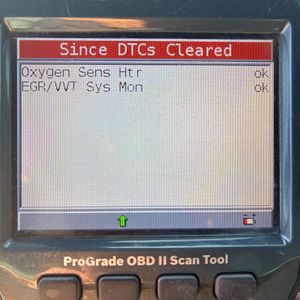 Since DTCs Cleared
Oxygen Sens Htr ok
EGR/VVT Sys Mon ok
ProGrade OBD II Scan Tool